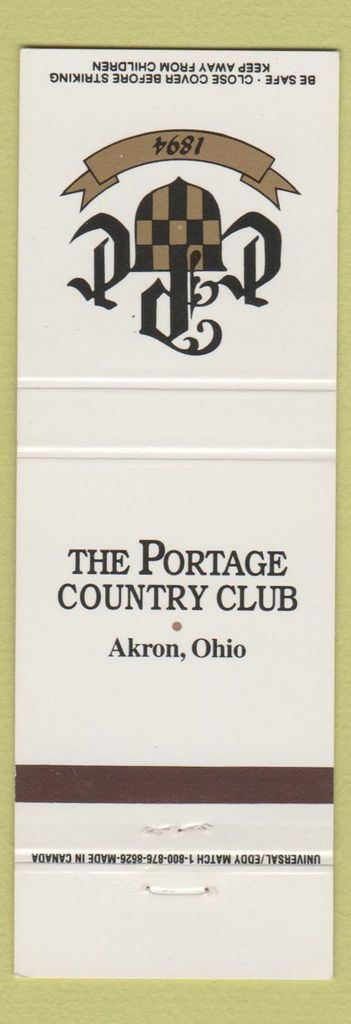 BE SAFE · CLOSE COVER BEFORE STRIKING
KEEP AWAY FROM CHILDREN
1894
THE PORTAGE
COUNTRY CLUB
Akron, Ohio
UNIVERSAL/EDDY MATCH 1-800-876-8626-MADE IN CANADA